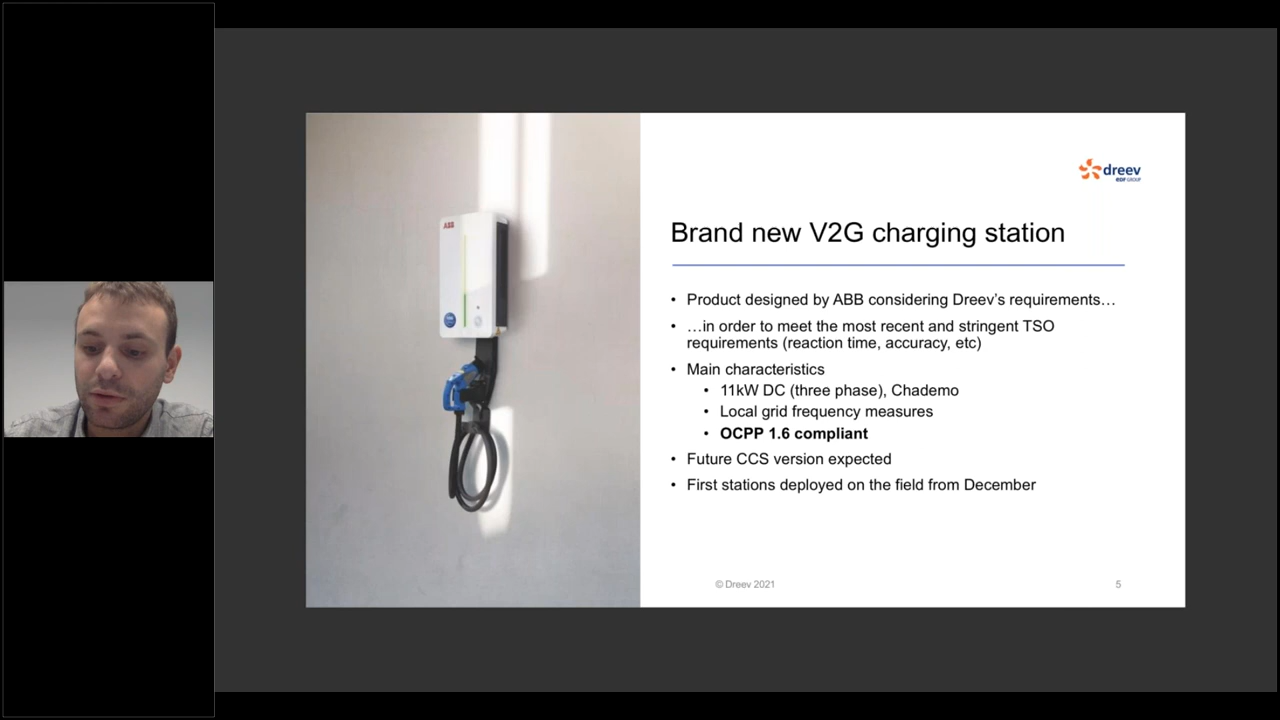 ABB
dreev
EDF GROUP
Brand new V2G charging station
• Product designed by ABB considering Dreev’s requirements…
• …in order to meet the most recent and stringent TSO
requirements (reaction time, accuracy, etc)
• Main characteristics
• 11kW DC (three phase), Chademo
• Local grid frequency measures
• OCPP 1.6 compliant
• Future CCS version expected
• First stations deployed on the field from December
© Dreev 2021
5